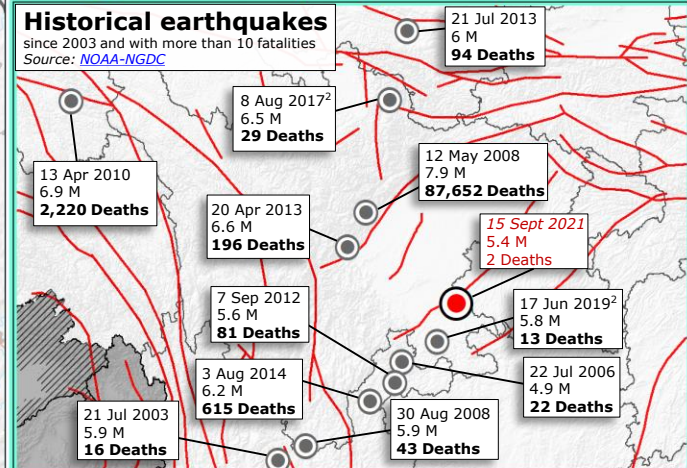 Historical earthquakes
since 2003 and with more than 10 fatalities
Source: NOAA-NGDC
21 Jul 2013
6 M
94 Deaths
8 Aug 2017²
6.5 M
29 Deaths
13 Apr 2010
6.9 M
2,220 Deaths
12 May 2008
7.9 M
87,652 Deaths
20 Apr 2013
6.6 M
196 Deaths
15 Sept 2021
5.4 M
2 Deaths
7 Sep 2012
5.6 M
81 Deaths
17 Jun 2019²
5.8 M
13 Deaths
3 Aug 2014
6.2 M
615 Deaths
22 Jul 2006
4.9 M
22 Deaths
21 Jul 2003
5.9 M
16 Deaths
30 Aug 2008
5.9 M
43 Deaths